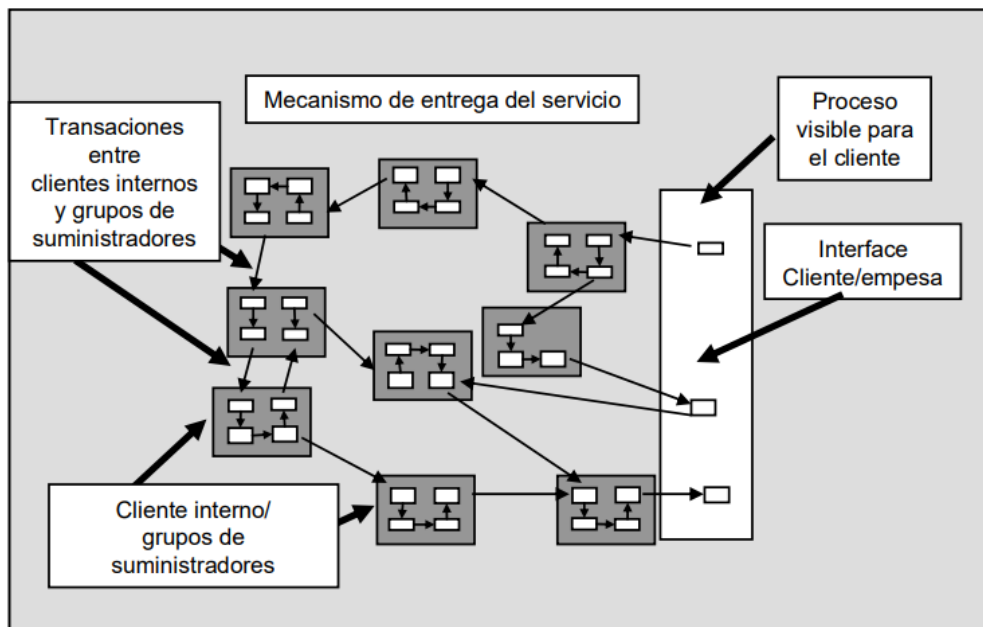 Mecanismo de entrega del servicio
Transaciones
entre
clientes internos
y grupos de
suministradores
Proceso
visible para
el cliente
Interface
Cliente/empesa
Cliente interno/
grupos de
suministradores